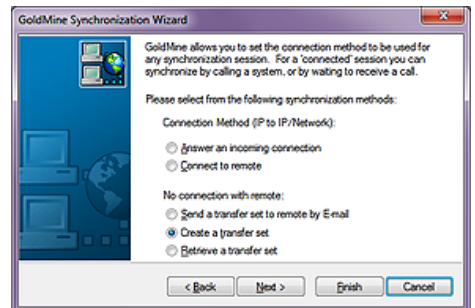 GoldMine Synchronization Wizard
GoldMine allows you to set the connection method to be used for
any synchronization session. For a 'connected' session you can
synchronize by calling a system, or by waiting to receive a call.
Please select from the following synchronization methods:
Connection Method (IP to IP/Network):
Answer an incoming connection
Connect to remote
No connection with remote:
Send a transfer set to remote by E-mail
Create a transfer set
Retrieve a transfer set
< Back Next > Finish Cancel